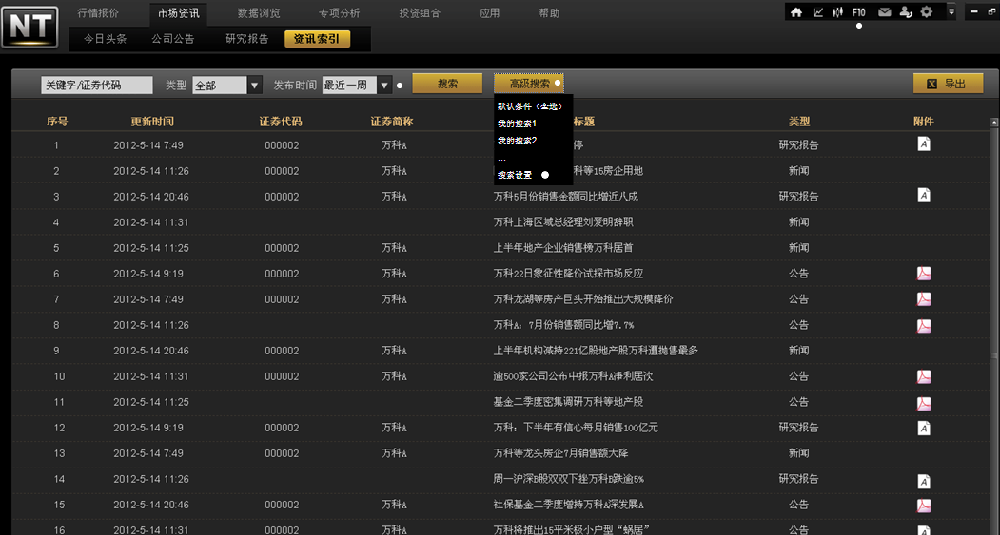 NT
行情报价 市场资讯 数据浏览 专项分析 投资组合 应用 帮助
F10
今日头条 公司公告 研究报告 资讯索引
关键字/证券代码 类型 全部 发布时间 最近一周 搜索 高级搜索 导出
默认条件（全选）
我的搜索1
我的搜索2
...
搜索设置
序号 更新时间 证券代码 证券简称 标题 类型 附件
1 2012-5-14 7:49 000002 万科A 停 研究报告
2 2012-5-14 11:26 000002 万科A 科等15房企用地 新闻
3 2012-5-14 20:46 000002 万科A 万科5月份销售金额同比增近八成 研究报告
4 2012-5-14 11:31 万科上海区域总经理刘爱明辞职 新闻
5 2012-5-14 11:25 000002 万科A 上半年地产企业销售榜万科居首 新闻
6 2012-5-14 9:19 000002 万科A 万科22日象征性降价试探市场反应 公告
7 2012-5-14 7:49 000002 万科A 万科龙湖等房产巨头开始推出大规模降价 公告
8 2012-5-14 11:26 万科A：7月份销售额同比增7.7% 公告
9 2012-5-14 20:46 000002 万科A 上半年机构减持221亿股地产股万科遭抛售最多 新闻
10 2012-5-14 11:31 000002 万科A 逾500家公司公布中报万科A净利居次 公告
11 2012-5-14 11:25 基金二季度密集调研万科等地产股 公告
12 2012-5-14 9:19 000002 万科A 万科：下半年有信心每月销售100亿元 研究报告
13 2012-5-14 7:49 000002 万科A 万科等龙头房企7月销售额大降 新闻
14 2012-5-14 11:26 周一沪深B股双双下挫万科B跌逾5% 研究报告
15 2012-5-14 20:46 000002 万科A 社保基金二季度增持万科A深发展A 公告
16 2012-5-14 11:31 000002 万科A 万科将推出15平米极小户型“蜗居” 公告